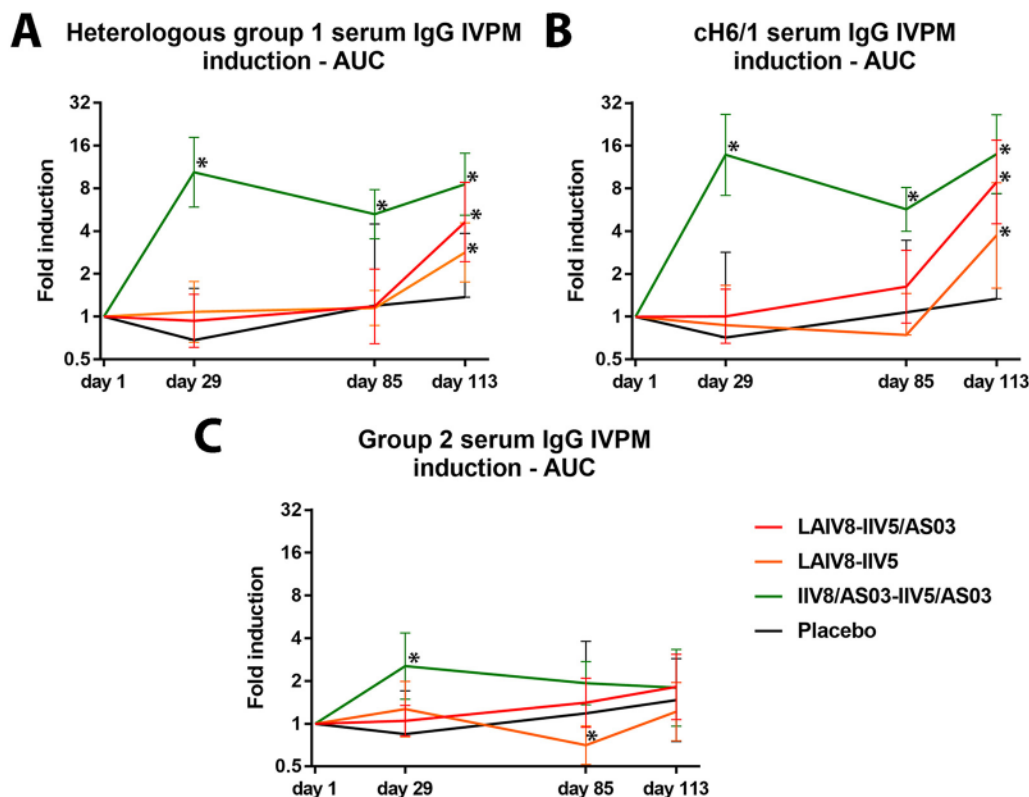 A
Heterologous group 1 serum IgG IVPM
induction - AUC
Fold induction
32
16
8
4
2
1
0.5
* * * * *
day 1 day 29 day 85 day 113
B
cH6/1 serum IgG IVPM
induction - AUC
Fold induction
32
16
8
4
2
1
0.5
* * * * *
day 1 day 29 day 85 day 113
C
Group 2 serum IgG IVPM
induction - AUC
Fold induction
32
16
8
4
2
1
0.5
* *
day 1 day 29 day 85 day 113
LAIV8-IIV5/AS03
LAIV8-IIV5
IIV8/AS03-IIV5/AS03
Placebo